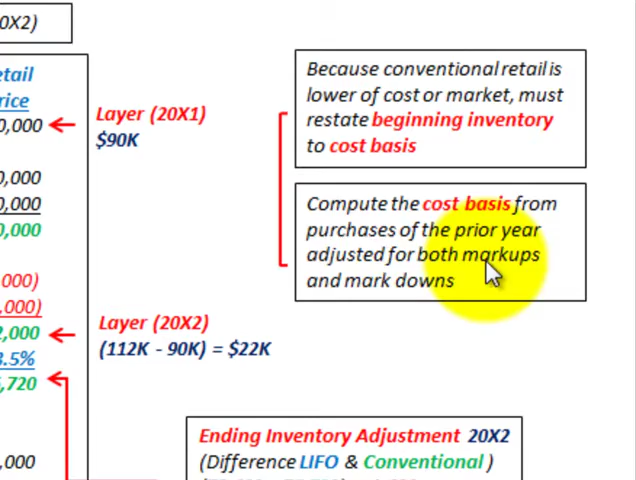 0X2)
etail
rice
0,000
Layer (20X1)
$90K
0,000
0,000
0,000
000)
,000)
2,000
Layer (20X2)
(112K - 90K) = $22K
3.5%
,720
,000
Because conventional retail is
lower of cost or market, must
restate beginning inventory
to cost basis
Compute the cost basis from
purchases of the prior year
adjusted for both markups
and mark downs
Ending Inventory Adjustment 20X2
(Difference LIFO & Conventional )